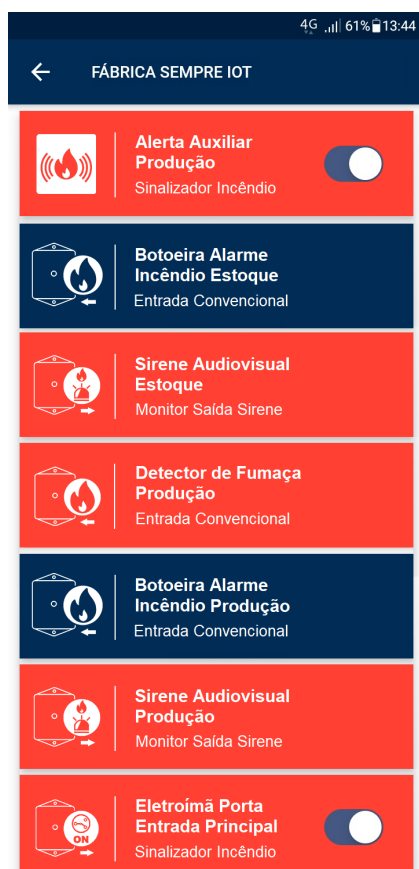 4G 61% 13:44
FÁBRICA SEMPRE IOT
Alerta Auxiliar
Produção
Sinalizador Incêndio
Botoeira Alarme
Incêndio Estoque
Entrada Convencional
Sirene Audiovisual
Estoque
Monitor Saída Sirene
Detector de Fumaça
Produção
Entrada Convencional
Botoeira Alarme
Incêndio Produção
Entrada Convencional
Sirene Audiovisual
Produção
Monitor Saída Sirene
Eletroímã Porta
Entrada Principal
ON
Sinalizador Incêndio